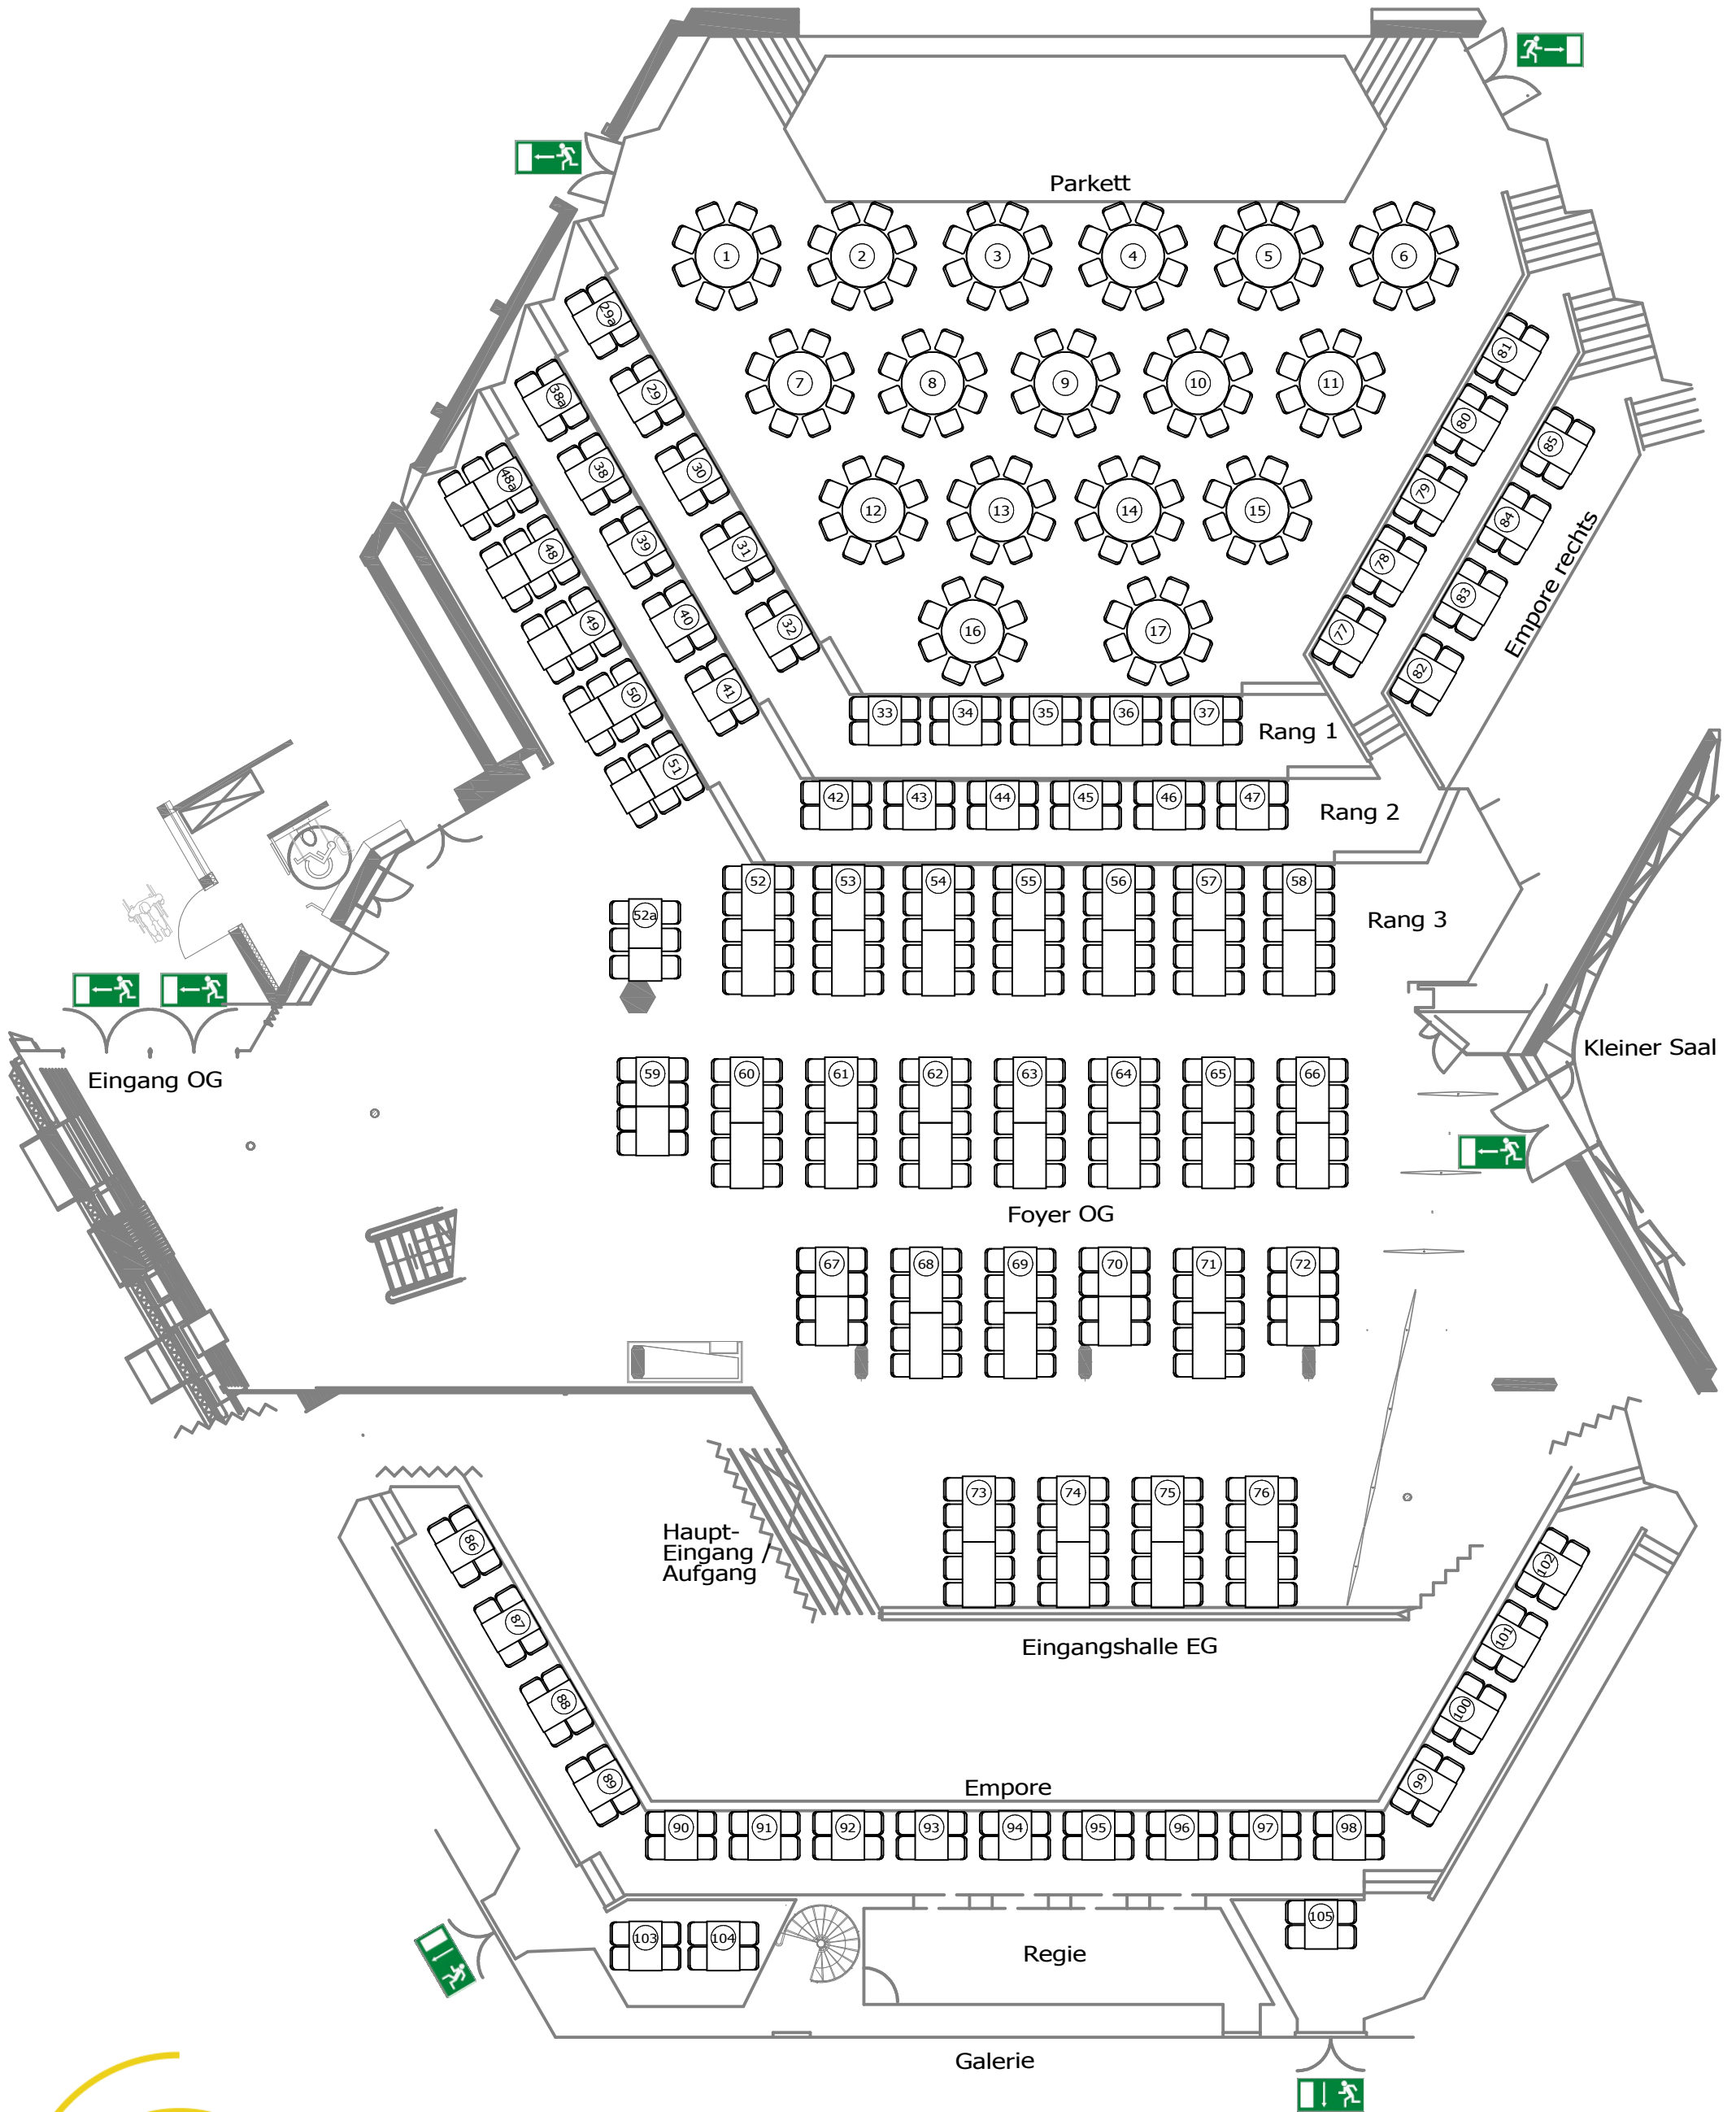 Parkett
1 2 3 4 5 6
7 8 9 10 11
12 13 14 15
16 17
29a
29
30
31
32
38a
38
39
40
41
48a
48
49
50
51
81
80
79
78
77
85
84
83
82
Empore rechts
33 34 35 36 37
Rang 1
42 43 44 45 46 47
Rang 2
52a 52 53 54 55 56 57 58
Rang 3
Kleiner Saal
Eingang OG
59 60 61 62 63 64 65 66
Foyer OG
67 68 69 70 71 72
73 74 75 76
Haupt-
Eingang /
Aufgang
Eingangshalle EG
86
87
88
89
102
101
100
99
Empore
90 91 92 93 94 95 96 97 98
103 104
105
Regie
Galerie